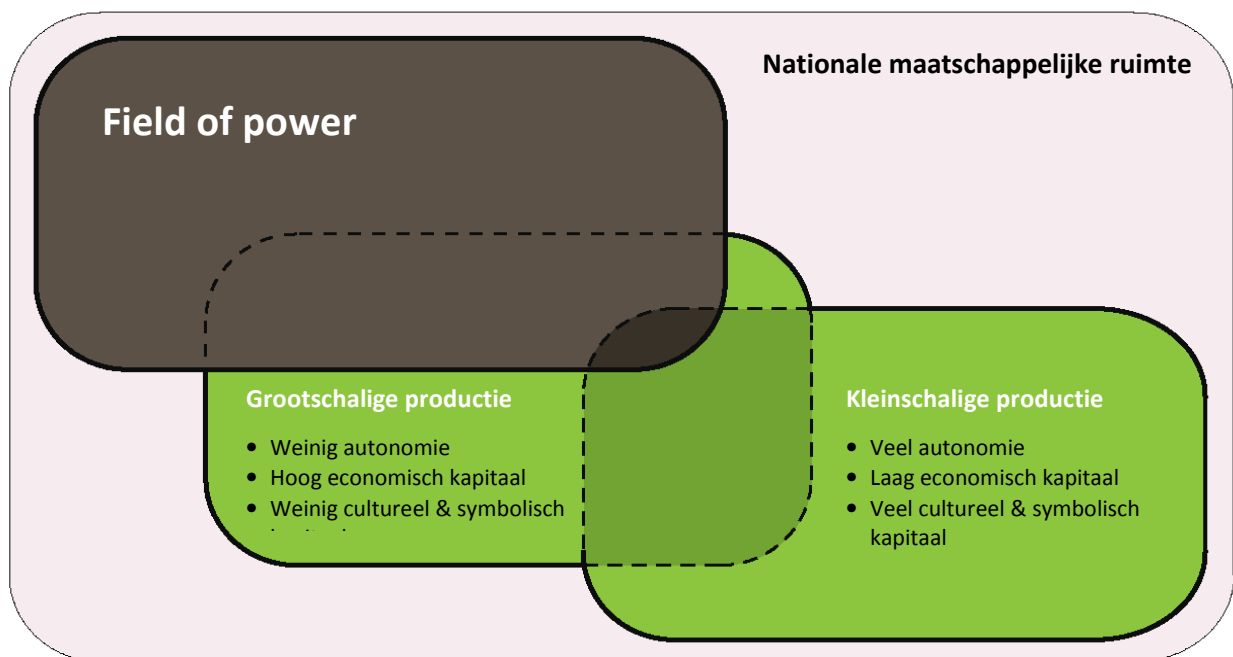 Nationale maatschappelijke ruimte
Field of power
Grootschalige productie
• Weinig autonomie
• Hoog economisch kapitaal
• Weinig cultureel & symbolisch
Kleinschalige productie
• Veel autonomie
• Laag economisch kapitaal
• Veel cultureel & symbolisch
kapitaal